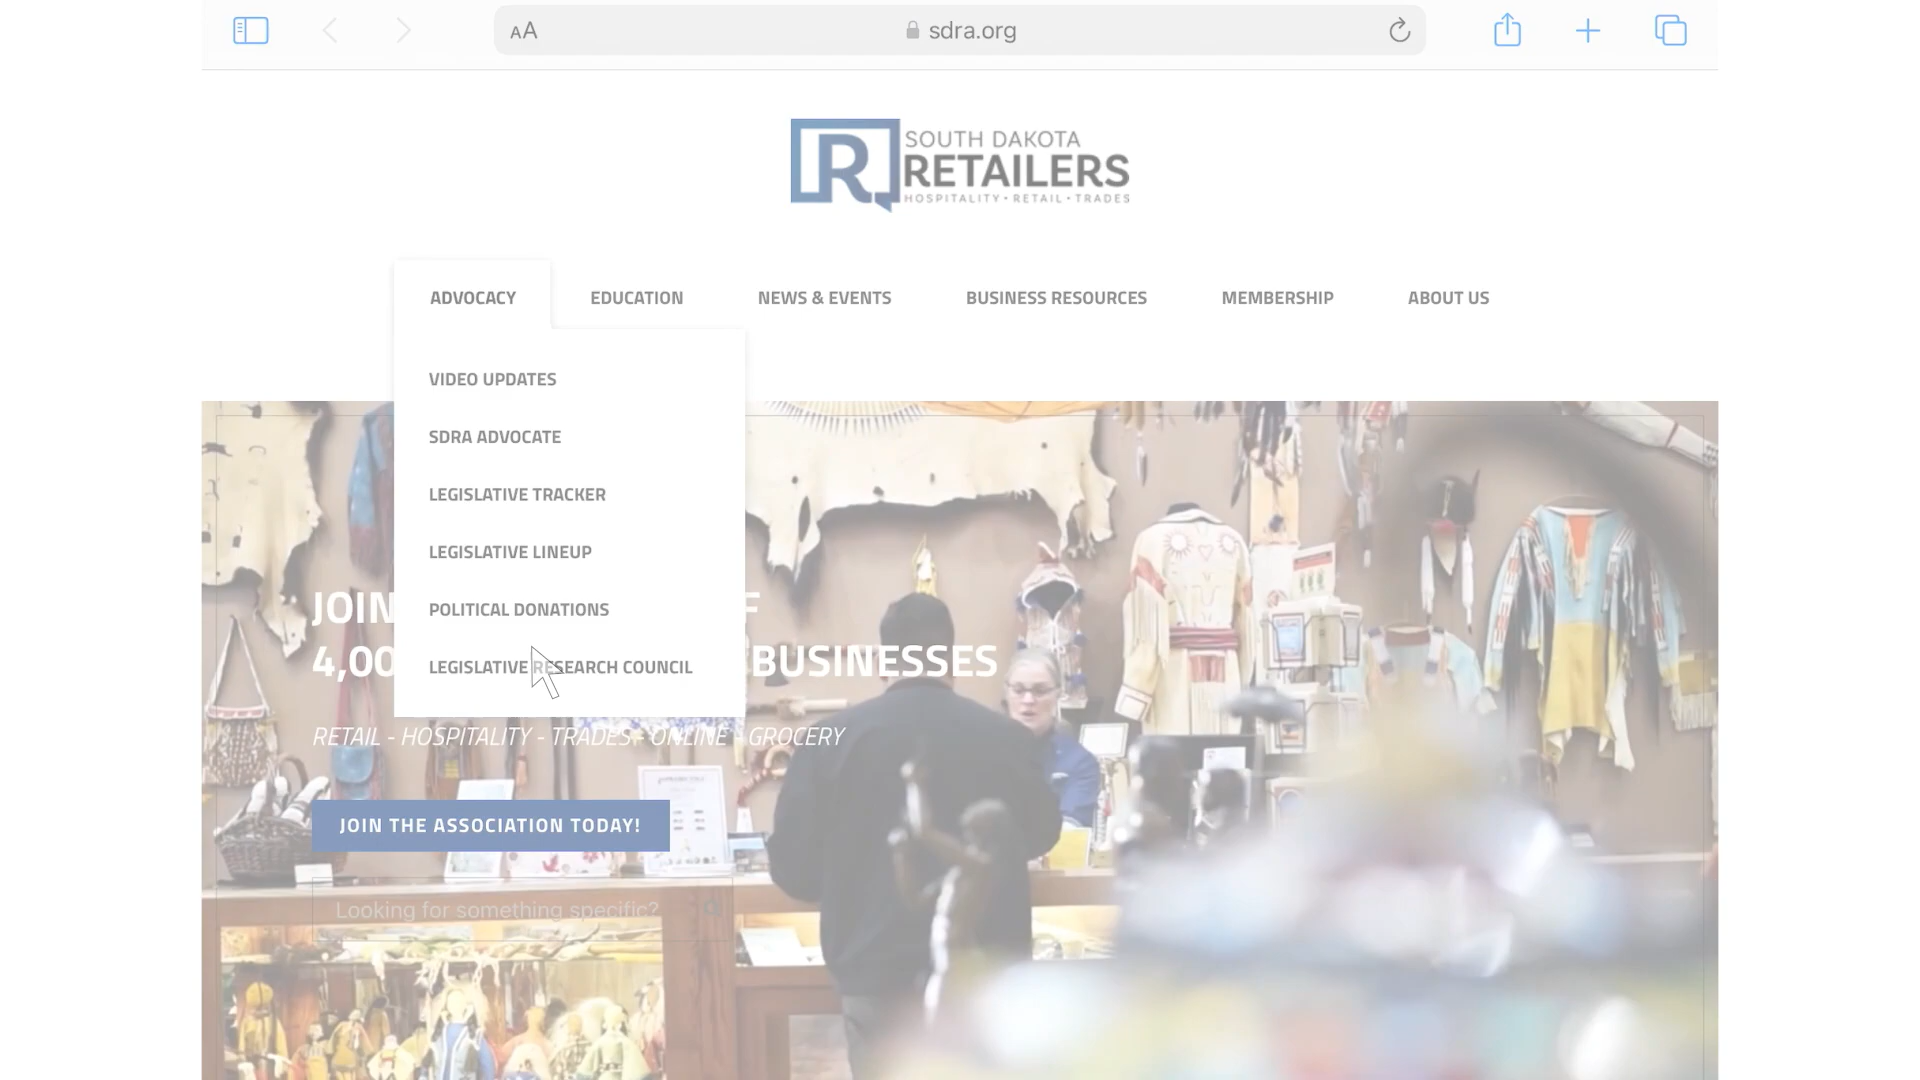 AA
sdra.org
R
SOUTH DAKOTA
RETAILERS
HOSPITALITY • RETAIL • TRADES
ADVOCACY EDUCATION NEWS & EVENTS BUSINESS RESOURCES MEMBERSHIP ABOUT US
VIDEO UPDATES
SDRA ADVOCATE
LEGISLATIVE TRACKER
LEGISLATIVE LINEUP
POLITICAL DONATIONS
LEGISLATIVE RESEARCH COUNCIL
JOIN
BUSINESSES
RETAIL - HOSPITALITY - TRADES - ONLINE - GROCERY
JOIN THE ASSOCIATION TODAY!
Looking for something specific?